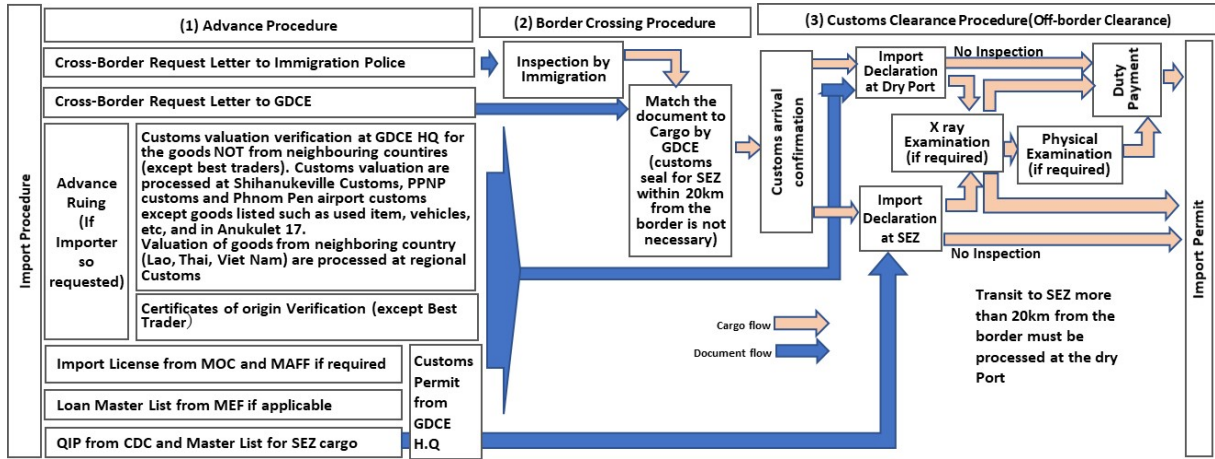 Import Procedure
(1) Advance Procedure
Cross-Border Request Letter to Immigration Police
Cross-Border Request Letter to GDCE
Advance
Ruing
(If
Importer
so
requested)
Customs valuation verification at GDCE HQ for
the goods NOT from neighbouring countires
(except best traders). Customs valuation are
processed at Shihanukeville Customs, PPNP
customs and Phnom Pen airport customs
except goods listed such as used item, vehicles,
etc, and in Anukulet 17.
Valuation of goods from neighboring country
(Lao, Thai, Viet Nam) are processed at regional
Customs
Certificates of origin Verification (except Best
Trader)
Import License from MOC and MAFF if required
Loan Master List from MEF if applicable
QIP from CDC and Master List for SEZ cargo
Customs
Permit
from
GDCE
H.Q
(2) Border Crossing Procedure
Inspection by
Immigration
Match the
document to
Cargo by
GDCE
(customs
seal for SEZ
within 20km
from the
border is not
necessary)
(3) Customs Clearance Procedure(Off-border Clearance)
Customs arrival
confirmation
Import
Declaration
at Dry Port
No Inspection
Duty
Payment
X ray
Examination
(if required)
Physical
Examination
(if required)
Import
Declaration
at SEZ
No Inspection
Cargo flow
Document flow
Transit to SEZ more
than 20km from the
border must be
processed at the dry
Port
Import Permit